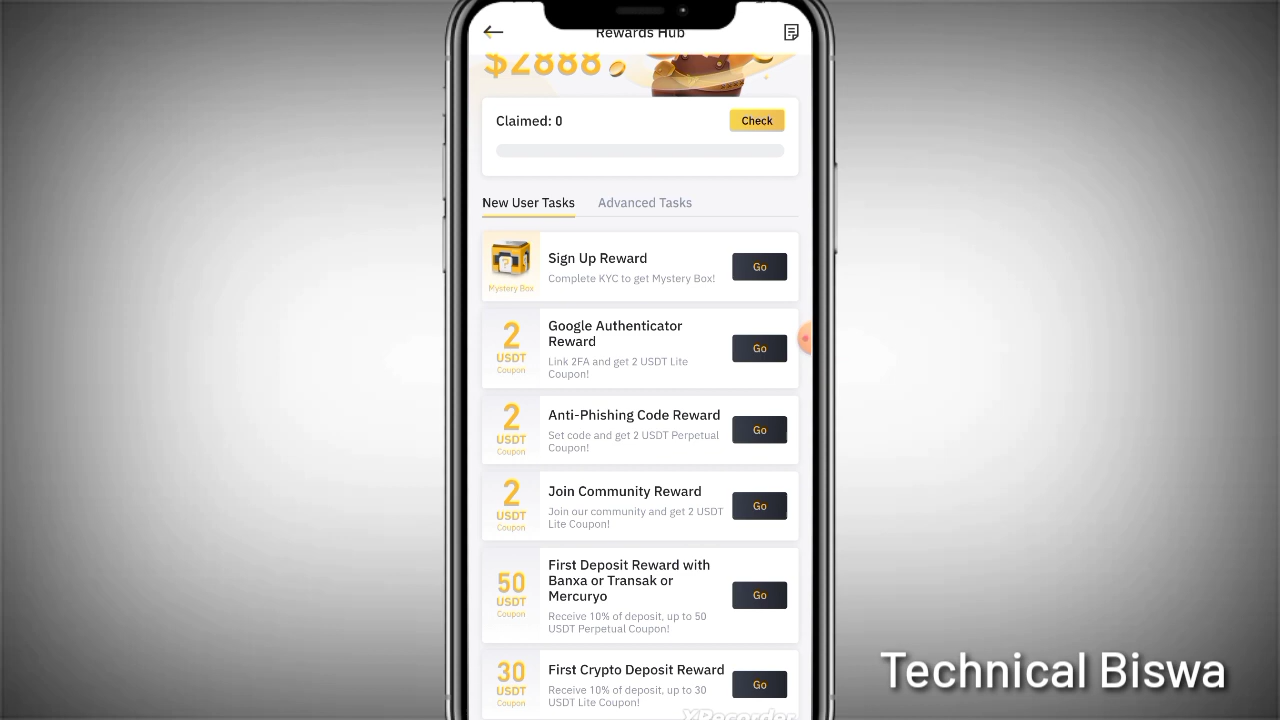 Rewards Hub
$2888
Claimed: 0
Check
New User Tasks
Advanced Tasks
Mystery Box
Sign Up Reward
Complete KYC to get Mystery Box!
Go
2
USDT
Coupon
Google Authenticator
Reward
Link 2FA and get 2 USDT Lite
Coupon!
Go
2
USDT
Coupon
Anti-Phishing Code Reward
Set code and get 2 USDT Perpetual
Coupon!
Go
2
USDT
Coupon
Join Community Reward
Join our community and get 2 USDT
Lite Coupon!
Go
50
USDT
Coupon
First Deposit Reward with
Banxa or Transak or
Mercuryo
Receive 10% of deposit, up to 50
USDT Perpetual Coupon!
Go
30
USDT
Coupon
First Crypto Deposit Reward
Receive 10% of deposit, up to 30
USDT Lite Coupon!
Go
XRecorder
Technical Biswa